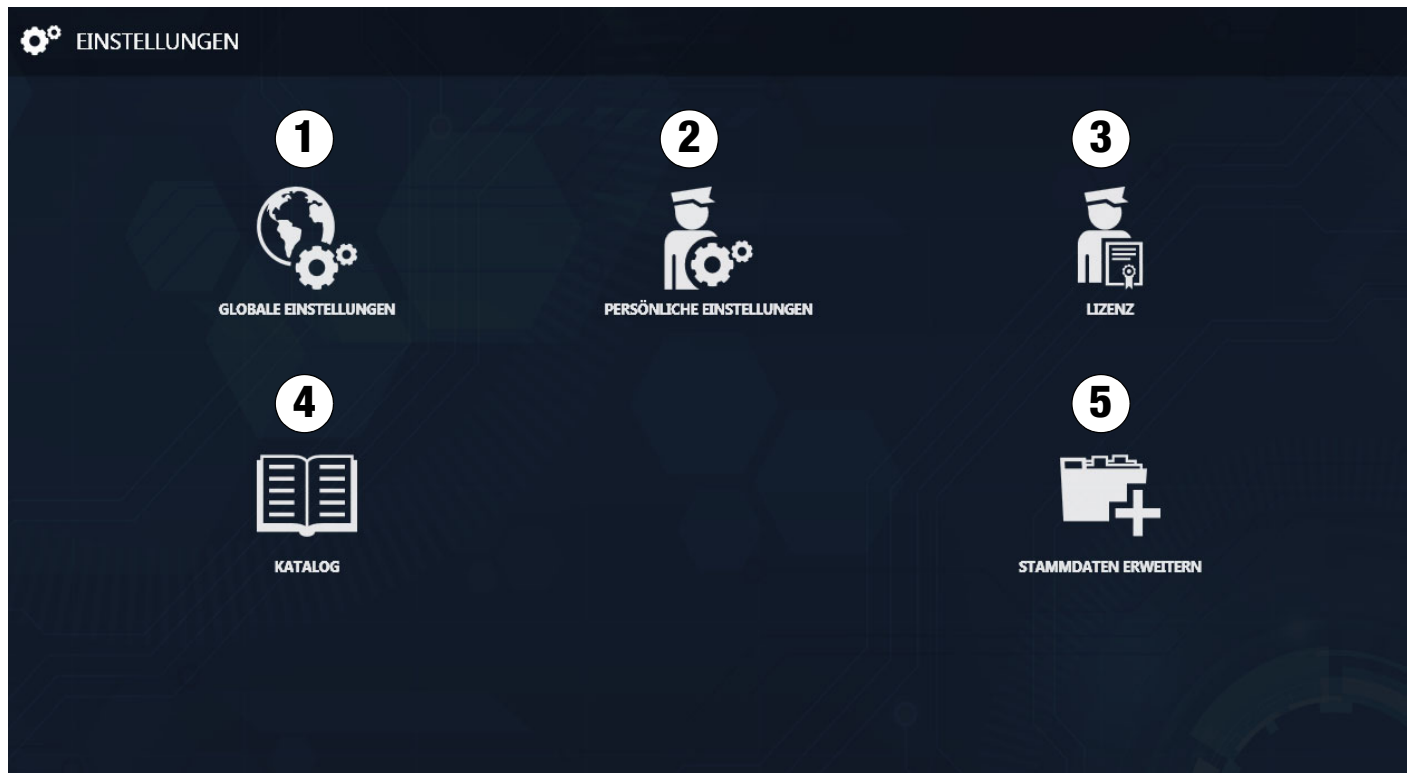 EINSTELLUNGEN
1
2
3
GLOBALE EINSTELLUNGEN
PERSÖNLICHE EINSTELLUNGEN
LIZENZ
4
5
KATALOG
STAMMDATEN ERWEITERN